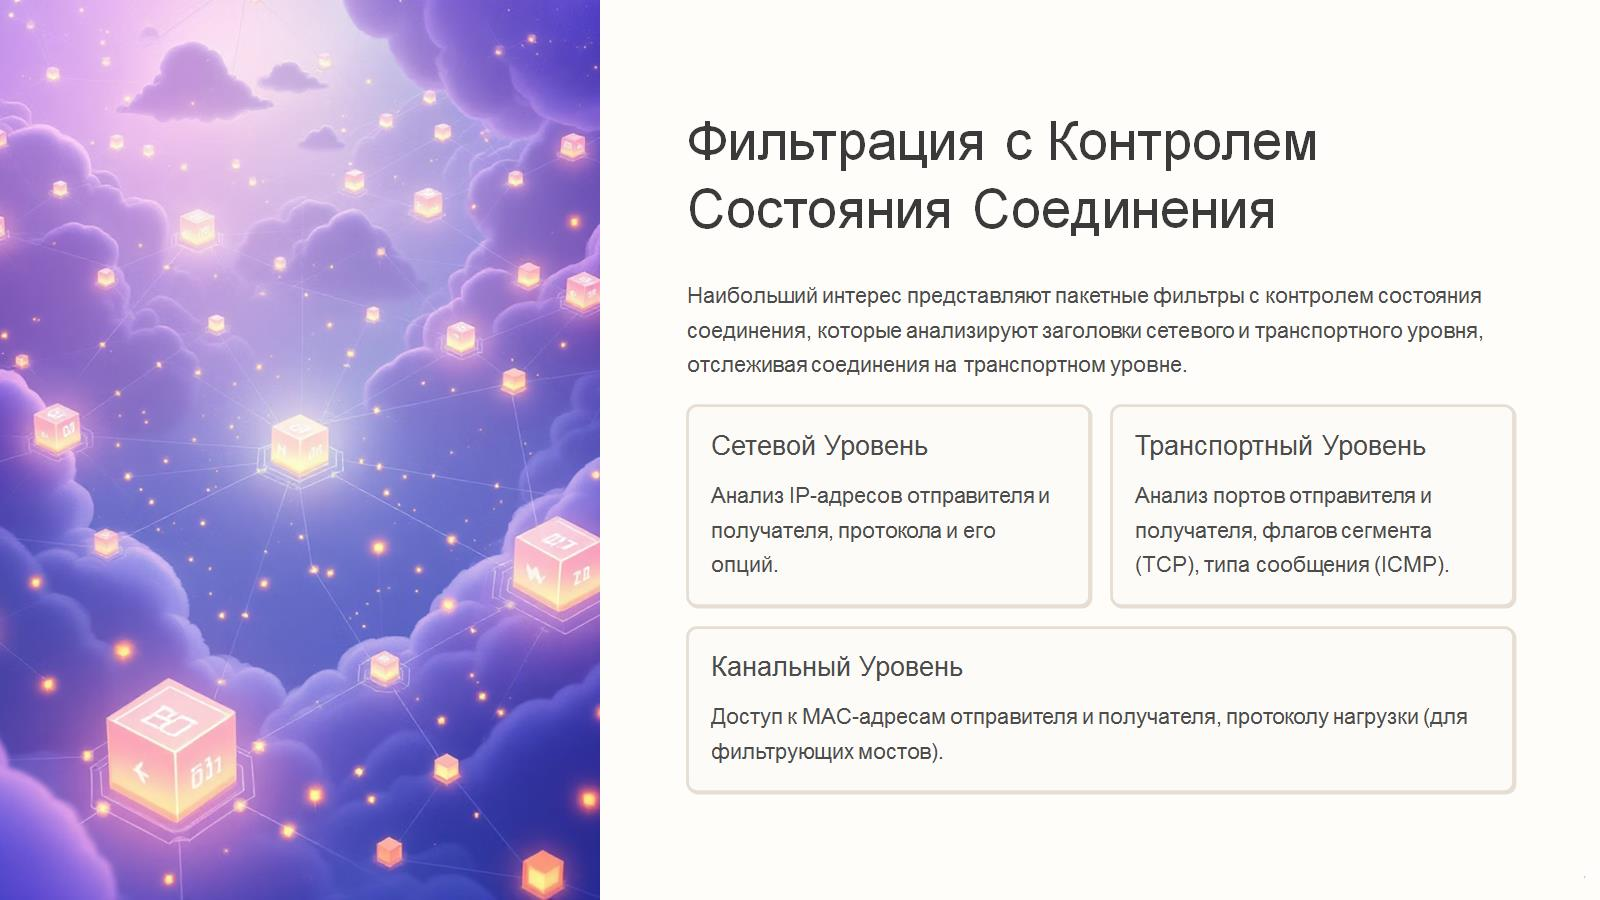 Фильтрация с Контролем
Состояния Соединения
Наибольший интерес представляют пакетные фильтры с контролем состояния
соединения, которые анализируют заголовки сетевого и транспортного уровня,
отслеживая соединения на транспортном уровне.
Сетевой Уровень
Анализ IP-адресов отправителя и
получателя, протокола и его
опций.
Транспортный Уровень
Анализ портов отправителя и
получателя, флагов сегмента
(TCP), типа сообщения (ICMP).
Канальный Уровень
Доступ к MAC-адресам отправителя и получателя, протоколу нагрузки (для
фильтрующих мостов).